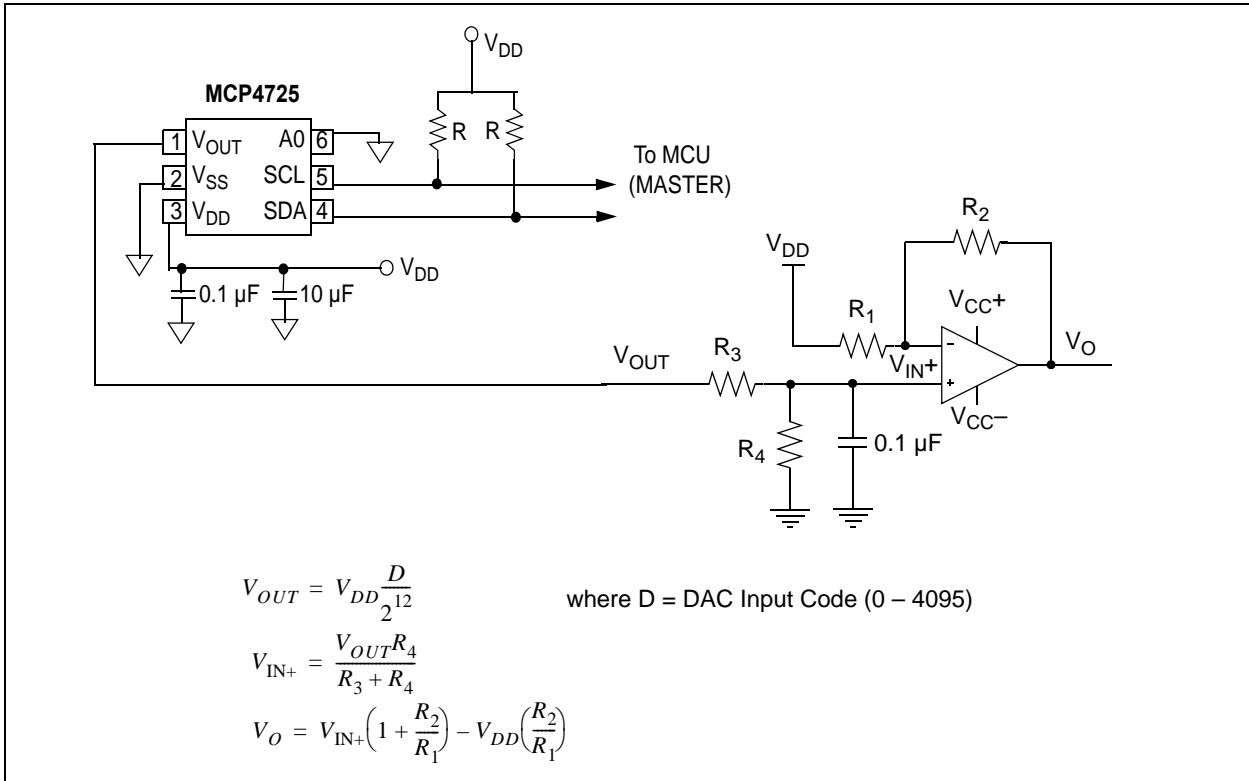 V_DD
MCP4725
1 V_OUT A0 6
2 V_SS SCL 5
3 V_DD SDA 4
R R
To MCU
(MASTER)
0.1 µF 10 µF V_DD
V_DD
R_2
R_1
V_CC+
V_OUT
R_3
V_IN+
-
+
V_O
V_CC–
R_4
0.1 µF
V_OUT = V_DD D/2^12 where D = DAC Input Code (0 – 4095)
V_IN+ = V_OUT R_4/(R_3 + R_4)
V_O = V_IN+(1 + R_2/R_1) – V_DD(R_2/R_1)